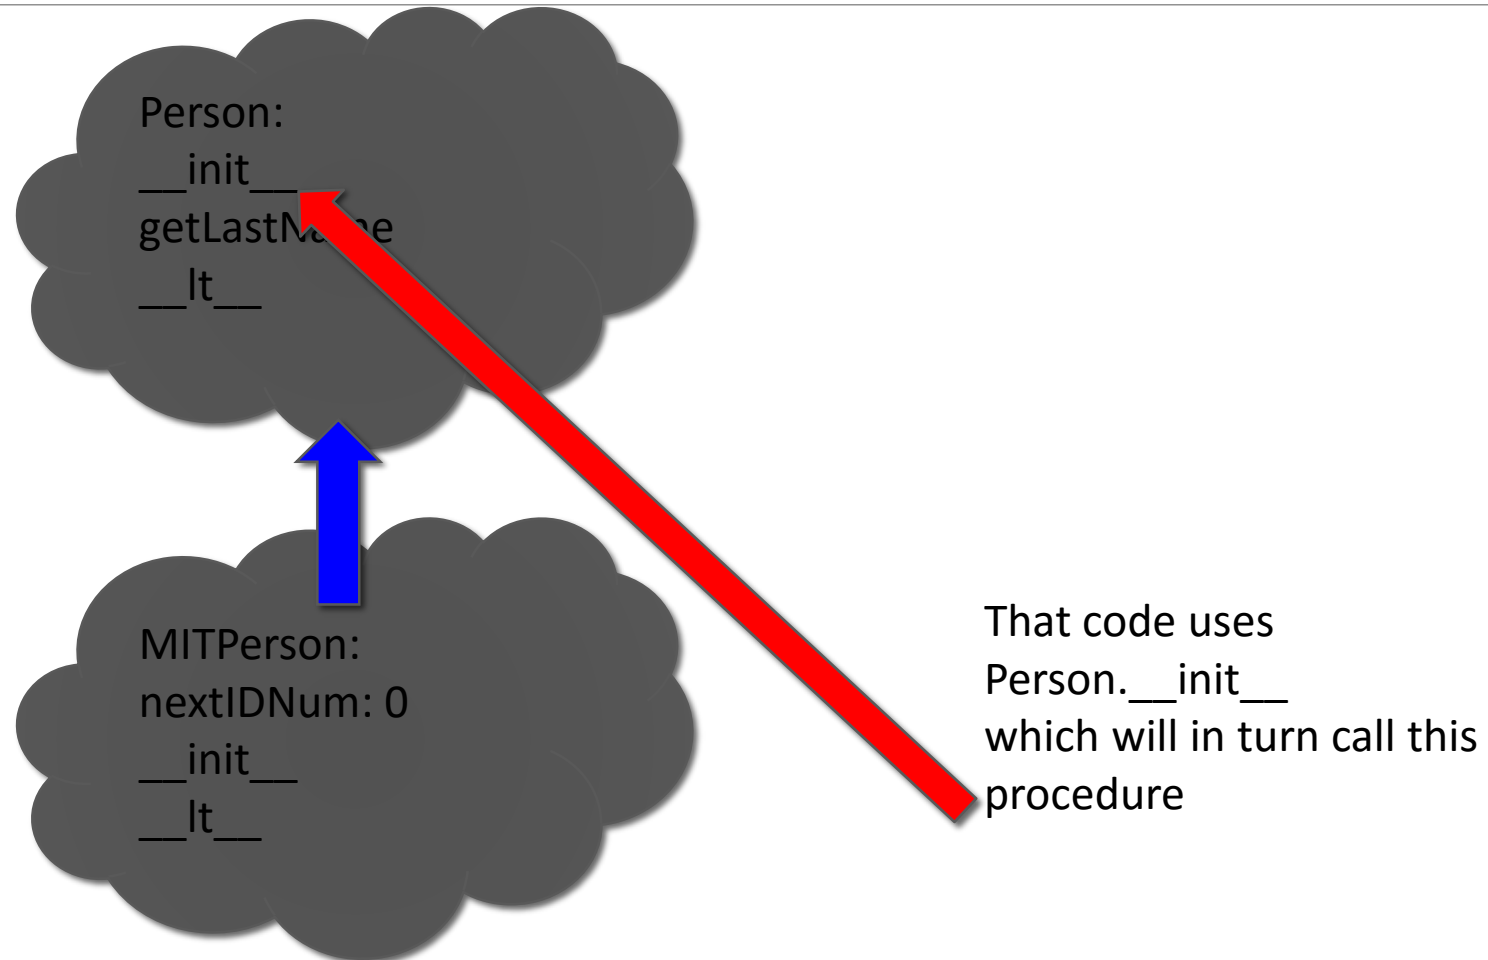 Person:
__init__
getLastName
__lt__
MITPerson:
nextIDNum: 0
__init__
__lt__
That code uses
Person.__init__
which will in turn call this
procedure